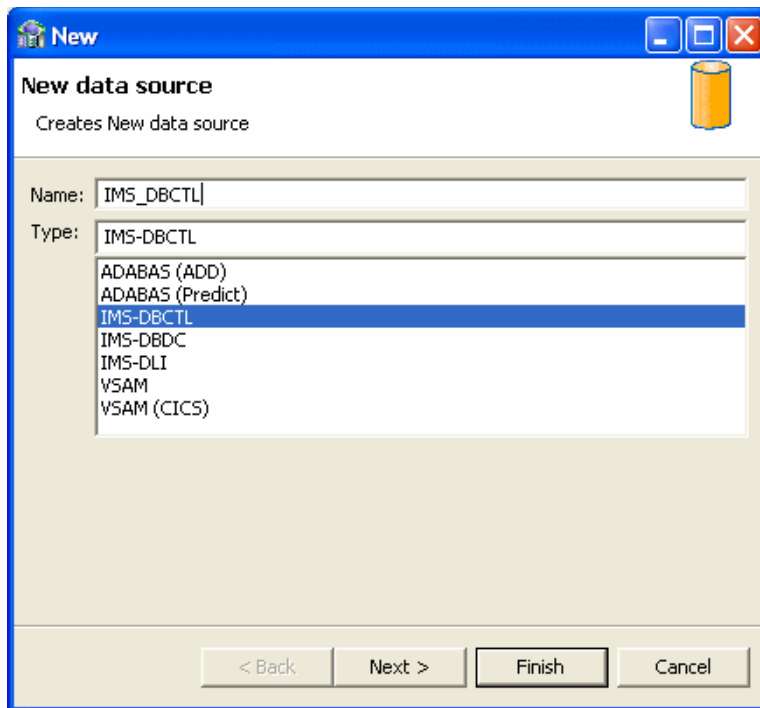 New
New data source
Creates New data source
Name: IMS_DBCTL
Type: IMS-DBCTL
ADABAS (ADD)
ADABAS (Predict)
IMS-DBCTL
IMS-DBDC
IMS-DLI
VSAM
VSAM (CICS)
< Back Next > Finish Cancel